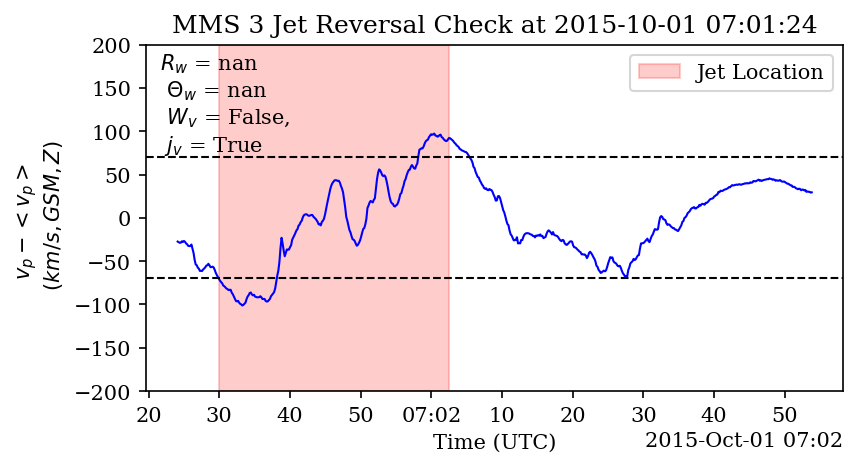 MMS 3 Jet Reversal Check at 2015-10-01 07:01:24
R_w = nan
Θ_w = nan
W_v = False,
j_v = True
Jet Location
v_p − < v_p >
(km/s, GSM, Z)
200
150
100
50
0
−50
−100
−150
−200
20 30 40 50 07:02 10 20 30 40 50
Time (UTC)
2015-Oct-01 07:02